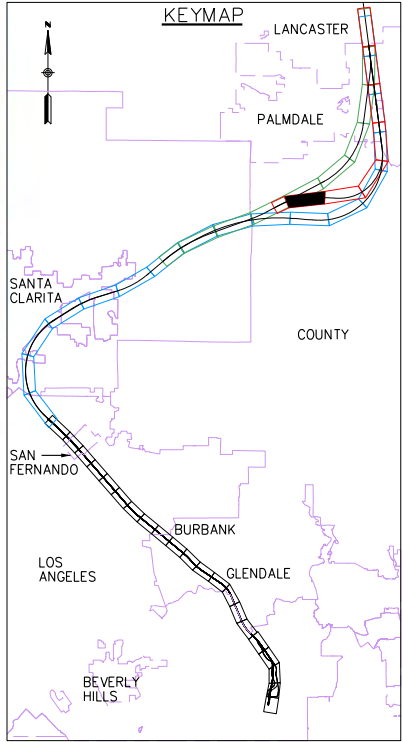 KEYMAP
N
LANCASTER
PALMDALE
SANTA
CLARITA
COUNTY
SAN
FERNANDO
BURBANK
LOS
ANGELES
GLENDALE
BEVERLY
HILLS